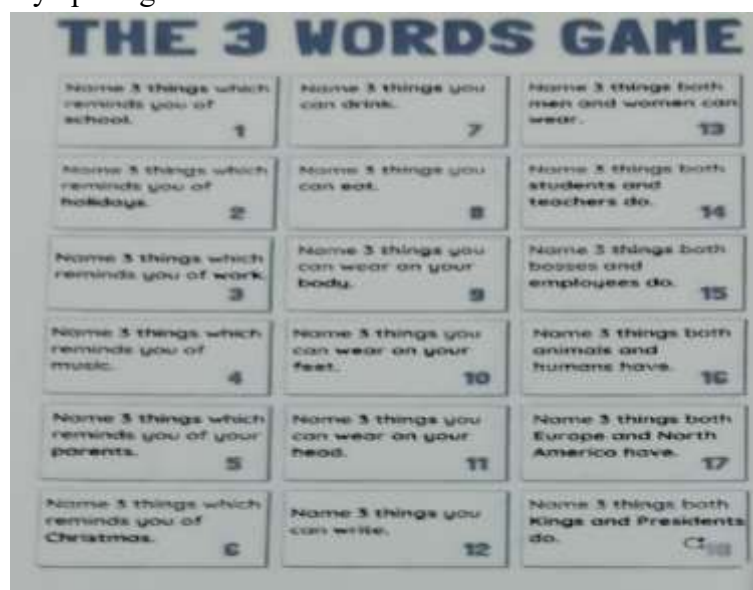 THE 3 WORDS GAME
Name 3 things which
reminds you of
school.
1
Name 3 things which
reminds you of
holidays.
2
Name 3 things which
reminds you of work.
3
Name 3 things which
reminds you of
music.
4
Name 3 things which
reminds you of your
parents.
5
Name 3 things which
reminds you of
Christmas.
6
Name 3 things you
can drink.
7
Name 3 things you
can eat.
8
Name 3 things you
can wear on your
body.
9
Name 3 things you
can wear on your
feet.
10
Name 3 things you
can wear on your
head.
11
Name 3 things you
can write.
12
Name 3 things both
men and women can
wear.
13
Name 3 things both
students and
teachers do.
14
Name 3 things both
bosses and
employees do.
15
Name 3 things both
animals and
humans have.
16
Name 3 things both
Europe and North
America have.
17
Name 3 things both
Kings and Presidents
do.
18